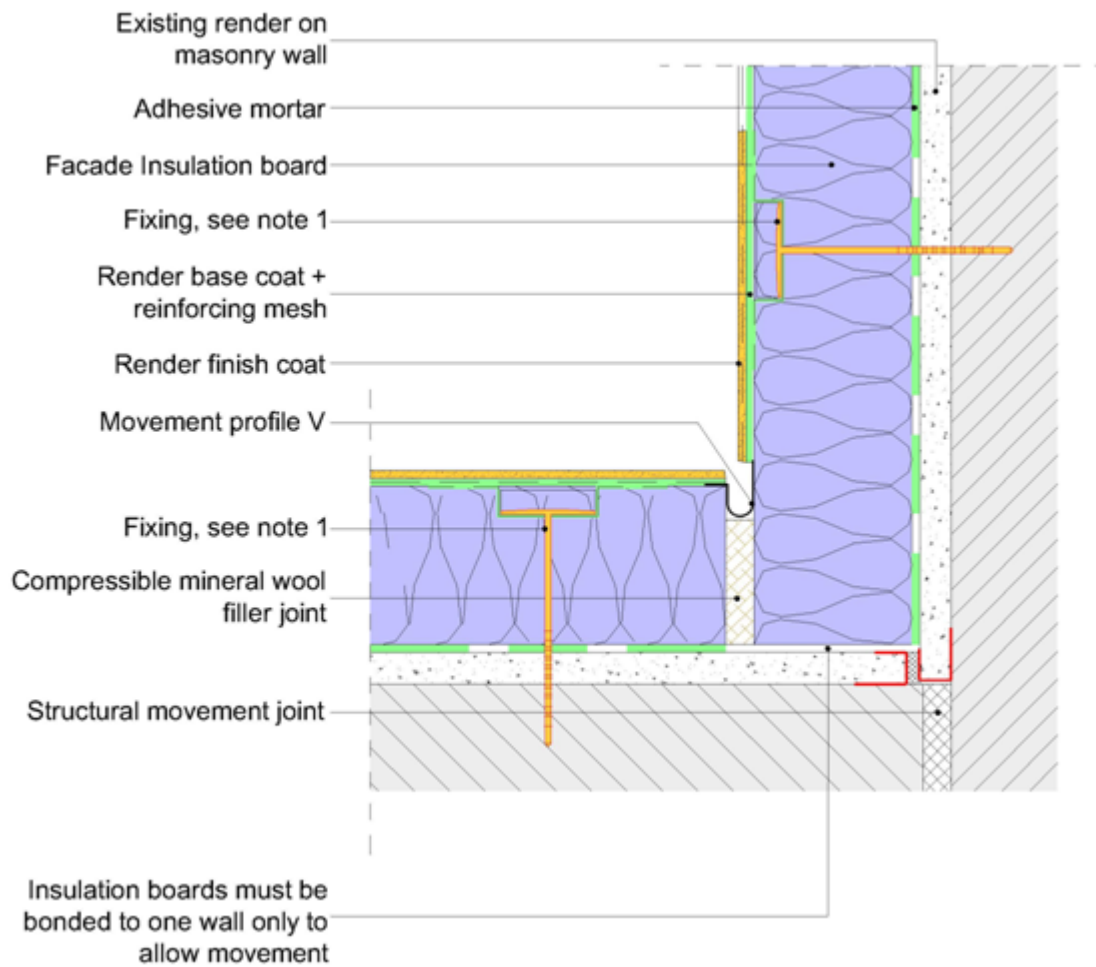 Existing render on
masonry wall
Adhesive mortar
Facade Insulation board
Fixing, see note 1
Render base coat +
reinforcing mesh
Render finish coat
Movement profile V
Fixing, see note 1
Compressible mineral wool
filler joint
Structural movement joint
Insulation boards must be
bonded to one wall only to
allow movement